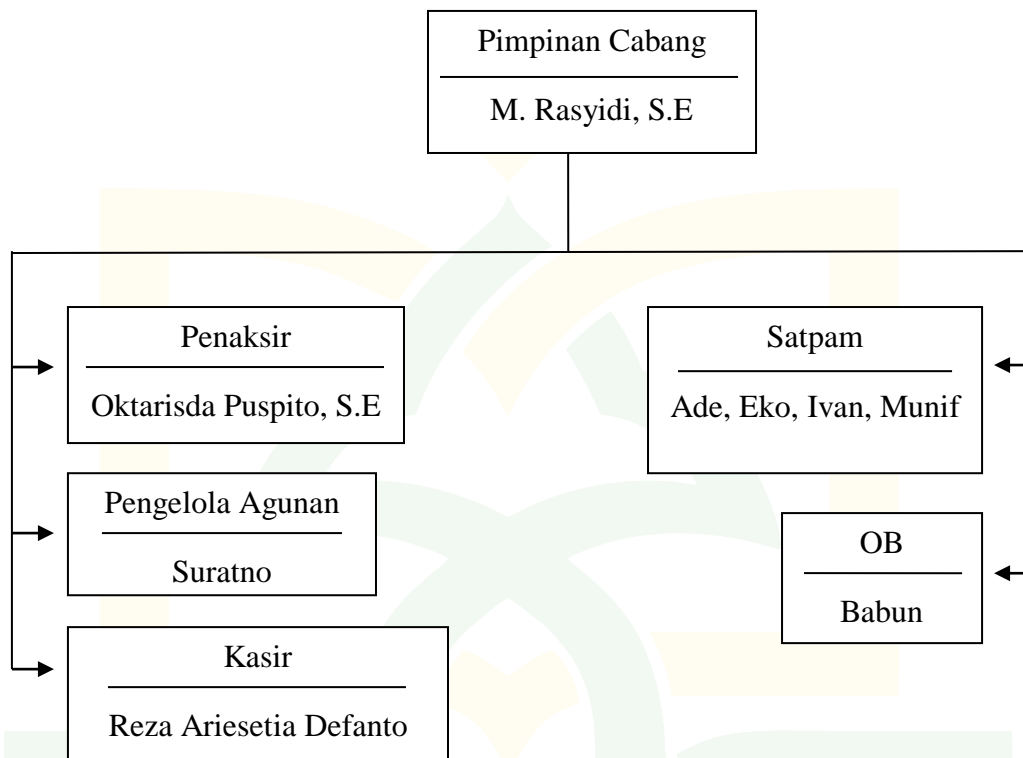 Pimpinan Cabang
M. Rasyidi, S.E
Penaksir
Oktarisda Puspito, S.E
Pengelola Agunan
Suratno
Kasir
Reza Ariesetia Defanto
Satpam
Ade, Eko, Ivan, Munif
OB
Babun